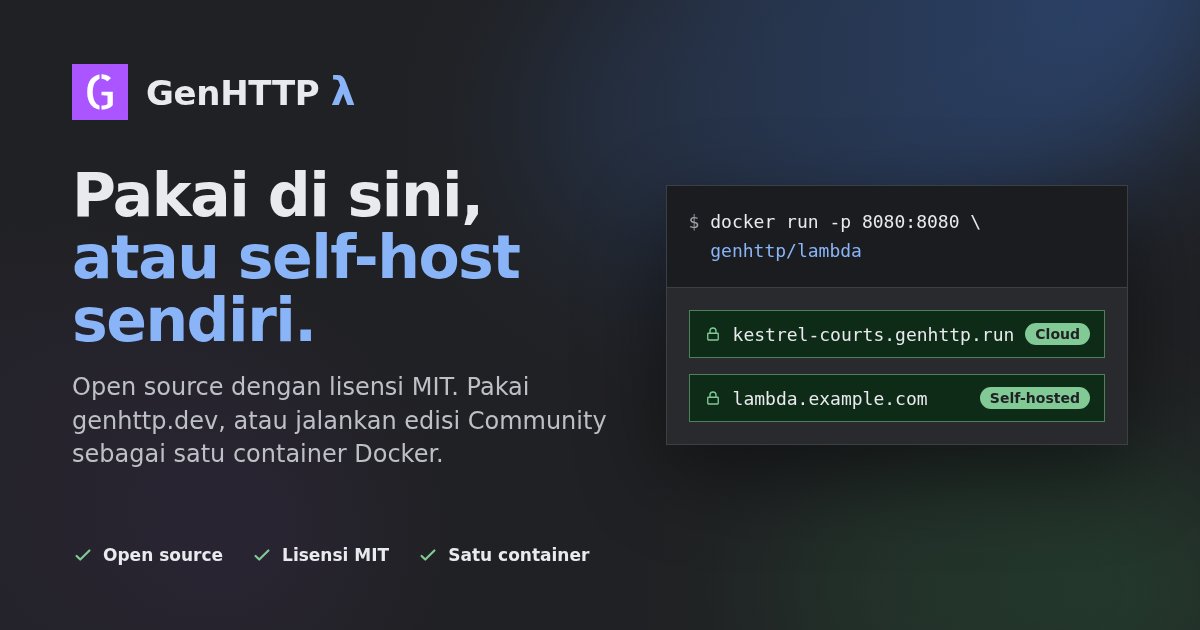 GenHTTP λ
Pakai di sini,
atau self-host
sendiri.
Open source dengan lisensi MIT. Pakai
genhttp.dev, atau jalankan edisi Community
sebagai satu container Docker.
Open source
Lisensi MIT
Satu container
$ docker run -p 8080:8080 \
genhttp/lambda
kestrel-courts.genhttp.run Cloud
lambda.example.com Self-hosted